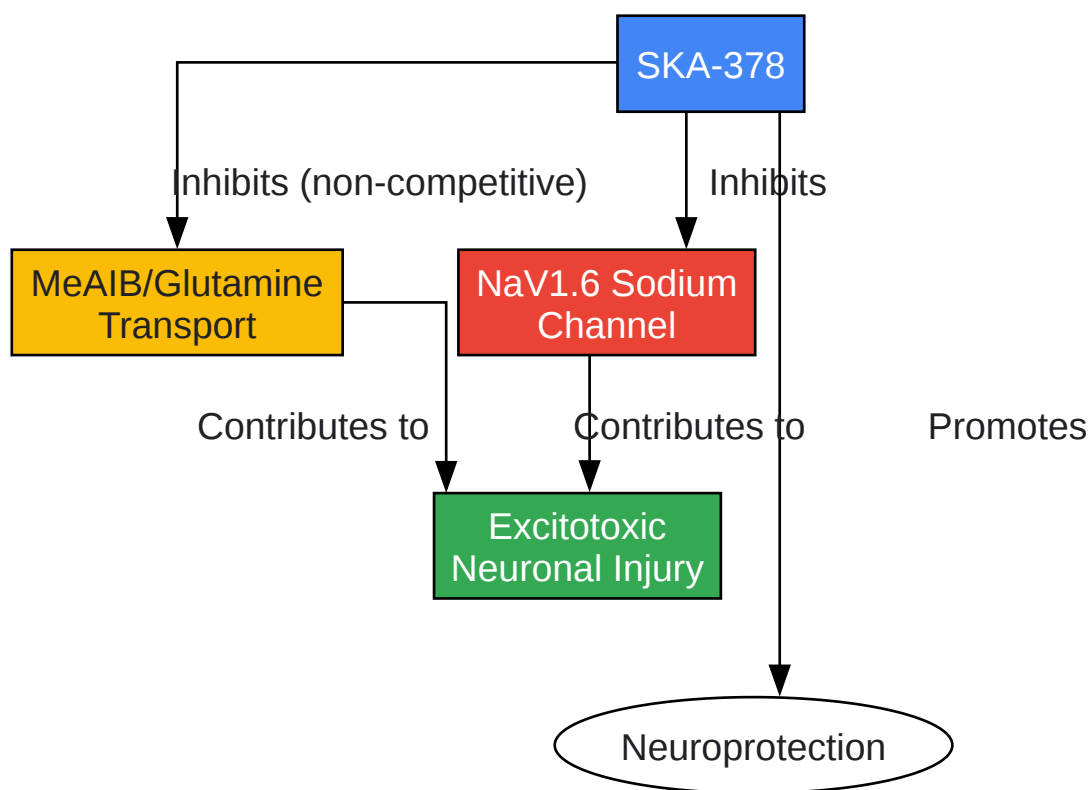 SKA-378
Inhibits (non-competitive)
Inhibits
MeAIB/Glutamine
Transport
NaV1.6 Sodium
Channel
Contributes to
Contributes to
Promotes
Excitotoxic
Neuronal Injury
Neuroprotection